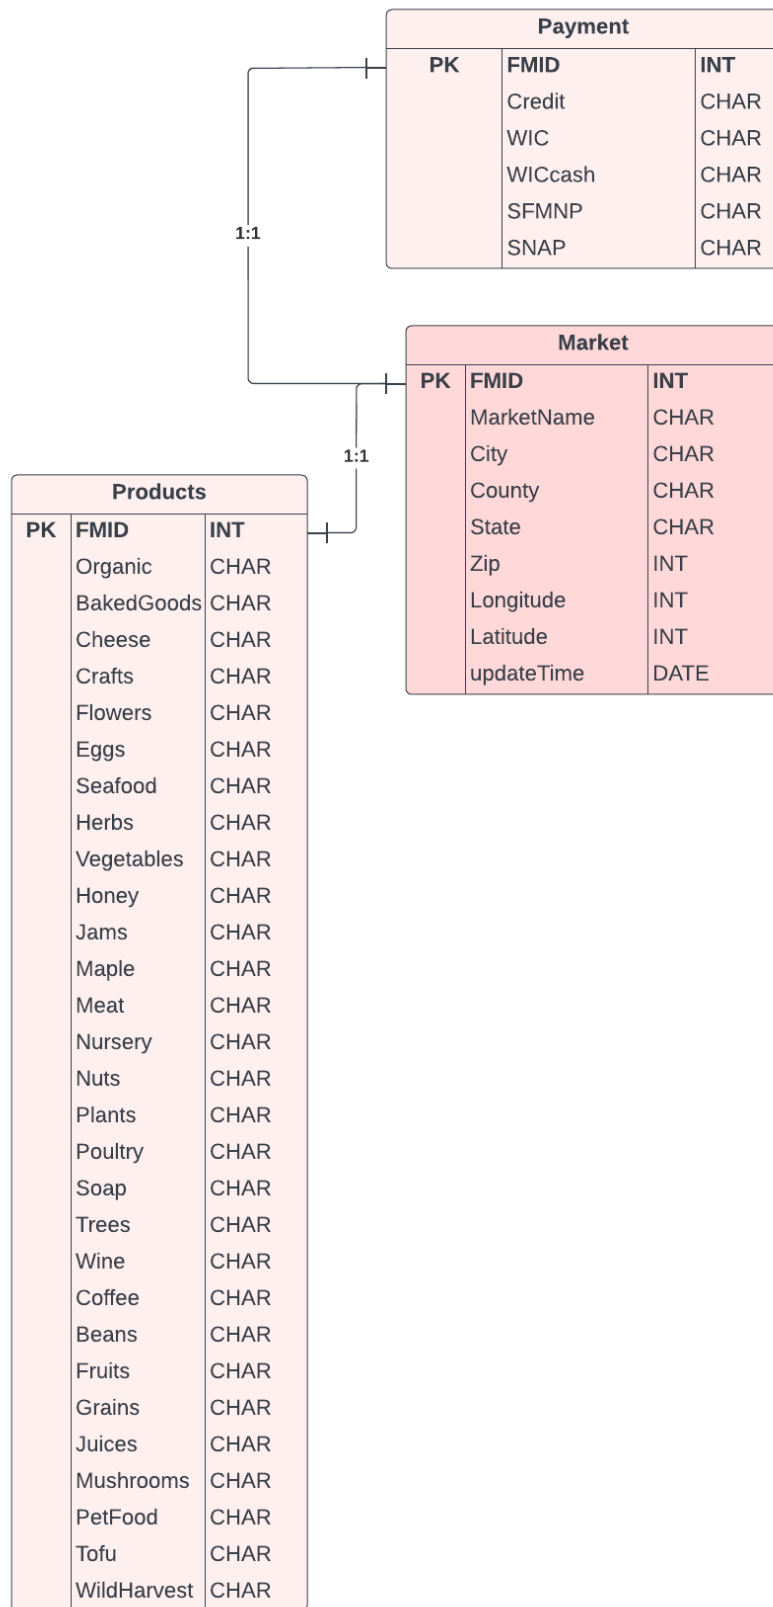 Payment
PK FMID INT
Credit CHAR
WIC CHAR
WICcash CHAR
SFMNP CHAR
SNAP CHAR
1:1
Market
PK FMID INT
MarketName CHAR
City CHAR
County CHAR
State CHAR
Zip INT
Longitude INT
Latitude INT
updateTime DATE
1:1
Products
PK FMID INT
Organic CHAR
BakedGoods CHAR
Cheese CHAR
Crafts CHAR
Flowers CHAR
Eggs CHAR
Seafood CHAR
Herbs CHAR
Vegetables CHAR
Honey CHAR
Jams CHAR
Maple CHAR
Meat CHAR
Nursery CHAR
Nuts CHAR
Plants CHAR
Poultry CHAR
Soap CHAR
Trees CHAR
Wine CHAR
Coffee CHAR
Beans CHAR
Fruits CHAR
Grains CHAR
Juices CHAR
Mushrooms CHAR
PetFood CHAR
Tofu CHAR
WildHarvest CHAR